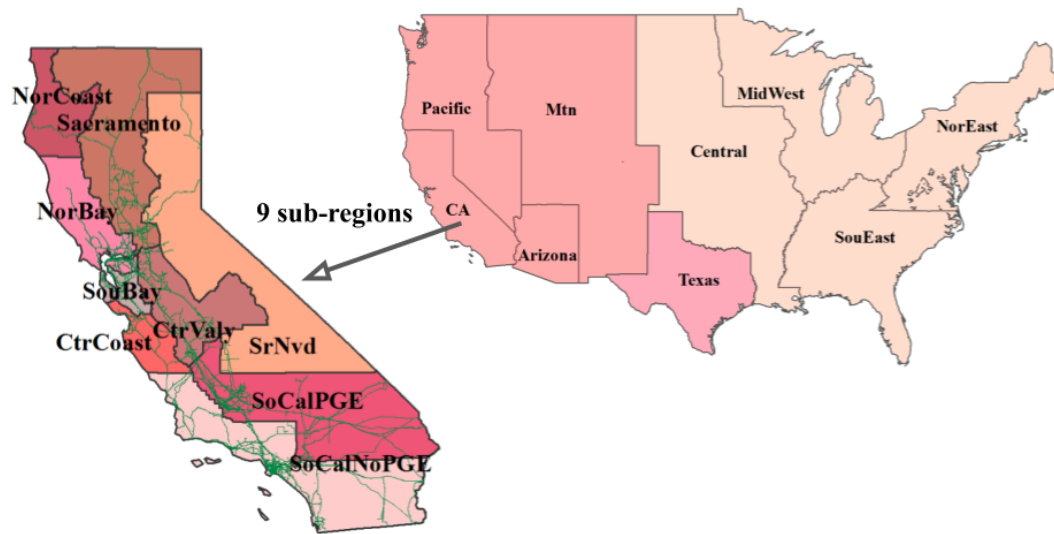 NorCoast
Sacramento
NorBay
SouBay
CtrCoast
CtrValy
SrNvd
SoCalPGE
SoCalNoPGE
9 sub-regions
Pacific
Mtn
CA
Arizona
Central
MidWest
NorEast
SouEast
Texas